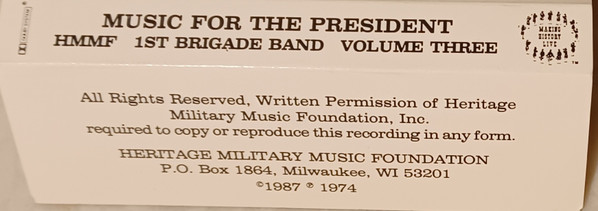 MUSIC FOR THE PRESIDENT
HMMF 1ST BRIGADE BAND VOLUME THREE
MAKING
HISTORY
LIVE
All Rights Reserved, Written Permission of Heritage
Military Music Foundation, Inc.
required to copy or reproduce this recording in any form.
HERITAGE MILITARY MUSIC FOUNDATION
P.O. Box 1864, Milwaukee, WI 53201
©1987 ℗ 1974